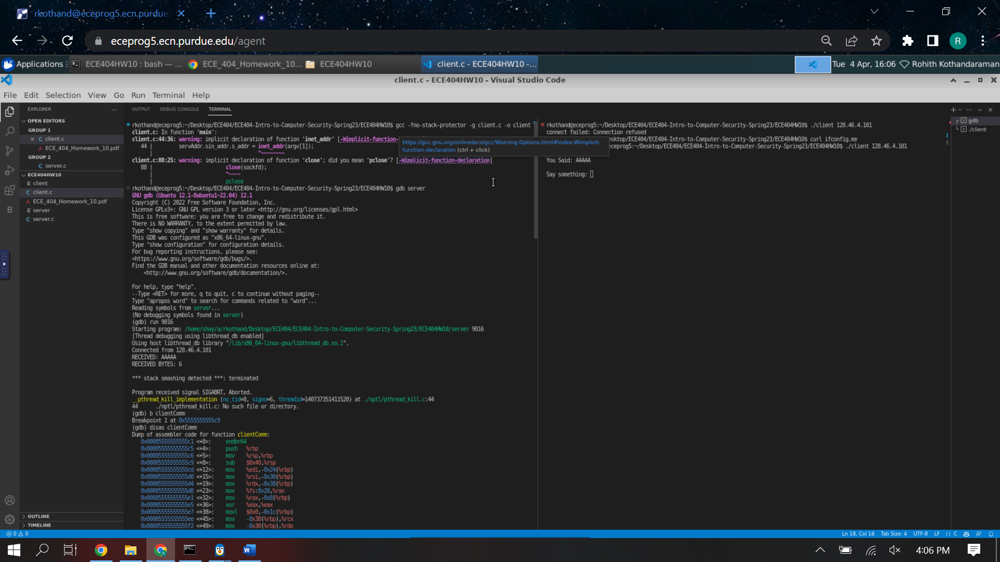 rkothand@eceprog5.ecn.purdue
eceprog5.ecn.purdue.edu/agent
R
Applications
ECE404HW10 : bash — ...
ECE_404_Homework_10...
ECE404HW10
client.c - ECE404HW10 -...
Tue 4 Apr, 16:06
Rohith Kothandaraman
client.c - ECE404HW10 - Visual Studio Code
File Edit Selection View Go Run Terminal Help
EXPLORER
OPEN EDITORS
GROUP 1
C client.c
ECE_404_Homework_10.pdf
GROUP 2
C server.c
ECE404HW10
client
C client.c
ECE_404_Homework_10.pdf
server
C server.c
OUTLINE
TIMELINE
OUTPUT DEBUG CONSOLE TERMINAL
rkothand@eceprog5:~/Desktop/ECE404/ECE404-Intro-to-Computer-Security-Spring23/ECE404HW10$ gcc -fno-stack-protector -g client.c -o client
client.c: In function ‘main’:
client.c:44:36: warning: implicit declaration of function ‘inet_addr’ [-Wimplicit-function-
44 | servAddr.sin_addr.s_addr = inet_addr(argv[1]);
| ^~~~~~~~~
client.c:88:25: warning: implicit declaration of function ‘close’; did you mean ‘pclose’? [-Wimplicit-function-declaration]
88 | close(sockfd);
| ^~~~~
| pclose
rkothand@eceprog5:~/Desktop/ECE404/ECE404-Intro-to-Computer-Security-Spring23/ECE404HW10$ gdb server
GNU gdb (Ubuntu 12.1-0ubuntu1~22.04) 12.1
Copyright (C) 2022 Free Software Foundation, Inc.
License GPLv3+: GNU GPL version 3 or later <http://gnu.org/licenses/gpl.html>
This is free software: you are free to change and redistribute it.
There is NO WARRANTY, to the extent permitted by law.
Type "show copying" and "show warranty" for details.
This GDB was configured as "x86_64-linux-gnu".
Type "show configuration" for configuration details.
For bug reporting instructions, please see:
<https://www.gnu.org/software/gdb/bugs/>.
Find the GDB manual and other documentation resources online at:
<http://www.gnu.org/software/gdb/documentation/>.
For help, type "help".
--Type <RET> for more, q to quit, c to continue without paging--
Type "apropos word" to search for commands related to "word"...
Reading symbols from server...
(No debugging symbols found in server)
(gdb) run 9016
Starting program: /home/shay/a/rkothand/Desktop/ECE404/ECE404-Intro-to-Computer-Security-Spring23/ECE404HW10/server 9016
[Thread debugging using libthread_db enabled]
Using host libthread_db library "/lib/x86_64-linux-gnu/libthread_db.so.1".
Connected from 128.46.4.101
RECEIVED: AAAAA
RECEIVED BYTES: 6
*** stack smashing detected ***: terminated
Program received signal SIGABRT, Aborted.
__pthread_kill_implementation (no_tid=0, signo=6, threadid=140737351411520) at ./nptl/pthread_kill.c:44
44 ./nptl/pthread_kill.c: No such file or directory.
(gdb) b clientComm
Breakpoint 1 at 0x5555555555c9
(gdb) disas clientComm
Dump of assembler code for function clientComm:
0x00005555555555c1 <+0>: endbr64
0x00005555555555c5 <+4>: push %rbp
0x00005555555555c6 <+5>: mov %rsp,%rbp
0x00005555555555c9 <+8>: sub $0x40,%rsp
0x00005555555555cd <+12>: mov %edi,-0x24(%rbp)
0x00005555555555d0 <+15>: mov %rsi,-0x30(%rbp)
0x00005555555555d4 <+19>: mov %rdx,-0x38(%rbp)
0x00005555555555d8 <+23>: mov %fs:0x28,%rax
0x00005555555555e1 <+32>: mov %rax,-0x8(%rbp)
0x00005555555555e5 <+36>: xor %eax,%eax
0x00005555555555e7 <+38>: movl $0x0,-0x1c(%rbp)
0x00005555555555ee <+45>: mov -0x38(%rbp),%rcx
0x00005555555555f2 <+49>: mov -0x30(%rbp),%rdx
https://gcc.gnu.org/onlinedocs/gcc/Warning-Options.html#index-Wimplicit-
function-declaration (ctrl + click)
rkothand@eceprog5:~/Desktop/ECE404/ECE404-Intro-to-Computer-Security-Spring23/ECE404HW10$ ./client 128.46.4.101
connect failed: Connection refused
sktop/ECE404/ECE404-Intro-to-Computer-Security-Spring23/ECE404HW10$ curl ifconfig.me
eceprog5:~/Desktop/ECE404/ECE404-Intro-to-Computer-Security-Spring23/ECE404HW10$ ./client 128.46.4.101
You Said: AAAAA
Say something:
gdb
./client
0 0
Ln 18, Col 18 Tab Size: 4 UTF-8 LF {} C
4:06 PM